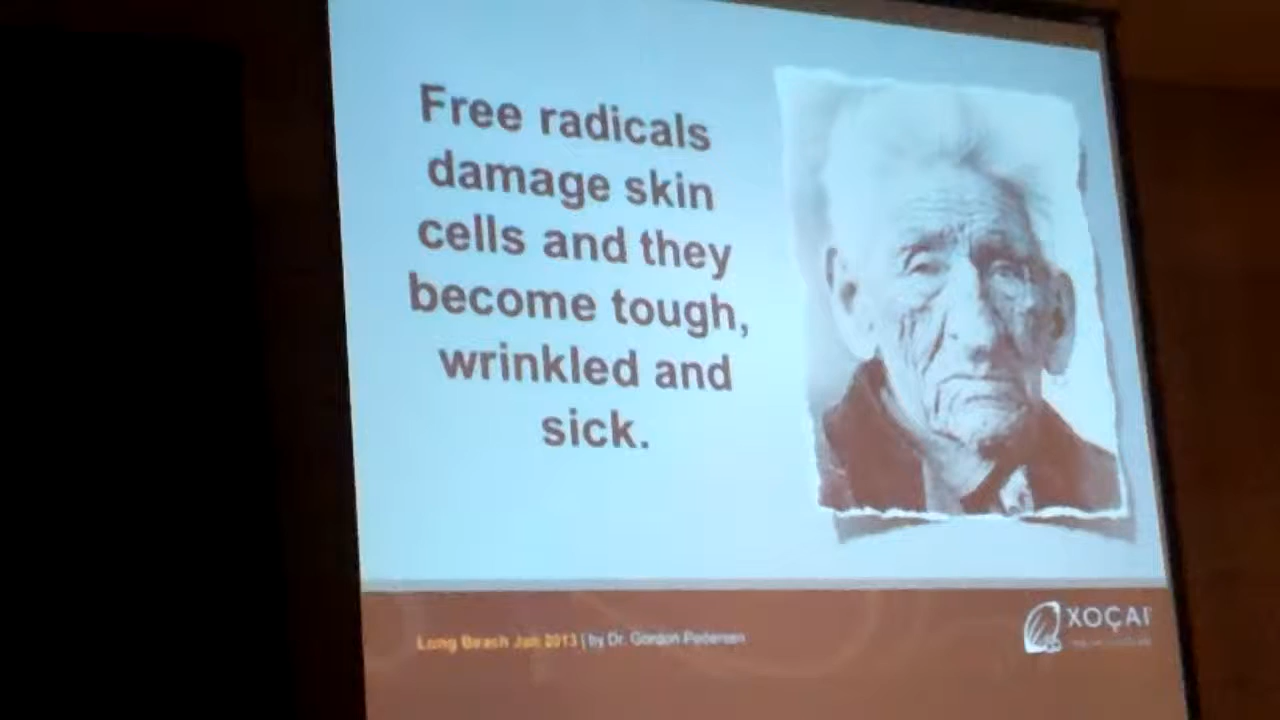 Free radicals
damage skin
cells and they
become tough,
wrinkled and
sick.
Long Beach Jan 2013 | by Dr. Gordon Pedersen
XOÇAI